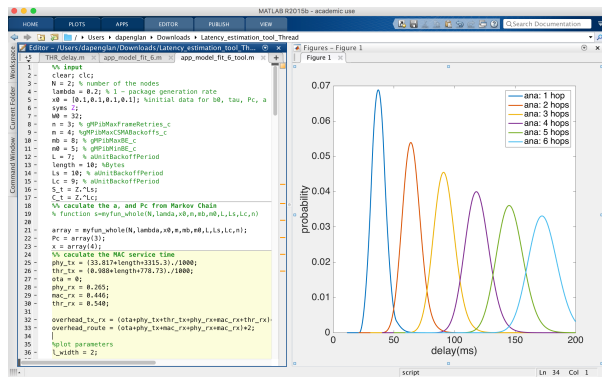 MATLAB R2015b - academic use
HOME PLOTS APPS EDITOR PUBLISH VIEW
Search Documentation
/ Users dapenglan Downloads Latency_estimation_tool_Thread
Editor - /Users/dapenglan/Downloads/Latency_estimation_tool_Th...
+5 THR_delay.m app_model_fit_6.m app_model_fit_6_tool.m +
Workspace
Current Folder
Command Window
1 %% input
2 clear; clc;
3 N = 2; % number of the nodes
4 lambda = 0.2; % 1 - package generation rate
5 x0 = [0.1,0.1,0.1,0.1]; %initial data for b0, tau, Pc, a
6 syms Z;
7 W0 = 32;
8 n = 3; % gMPibMaxFrameRetries_c
9 m = 4; %gMPibMaxCSMABackoffs_c
10 mb = 8; % gMPibMaxBE_c
11 m0 = 5; % gMPibMinBE_c
12 L = 7; % aUnitBackoffPeriod
13 length = 10; %Bytes
14 Ls = 10; % aUnitBackoffPeriod
15 Lc = 9; % aUnitBackoffPeriod
16 S_t = Z.^Ls;
17 C_t = Z.^Lc;
18 %% caculate the a, and Pc from Markov Chain
19 % function s=myfun_whole(N,lamda,x0,m,mb,m0,L,Ls,Lc,n)
20
21 array = myfun_whole(N,lambda,x0,m,mb,m0,L,Ls,Lc,n);
22 Pc = array(3);
23 x = array(4);
24 %% caculate the MAC service time
25 phy_tx = (33.817*length+3315.3)./1000;
26 thr_tx = (0.988*length+778.73)./1000;
27 ota = 0;
28 phy_rx = 0.265;
29 mac_rx = 0.446;
30 thr_rx = 0.540;
31
32 overhead_tx_rx = (ota+phy_tx+thr_tx+phy_rx+mac_rx+thr_rx)
33 overhead_route = (ota+phy_tx+mac_rx+phy_rx+mac_rx)*2;
34
35 %plot parameters
36 l_width = 2;
Figures - Figure 1
Figure 1
0.07
0.06
0.05
0.04
0.03
0.02
0.01
0
probability
0 50 100 150 200
delay(ms)
ana: 1 hop
ana: 2 hops
ana: 3 hops
ana: 4 hops
ana: 5 hops
ana: 6 hops
script Ln 34 Col 1